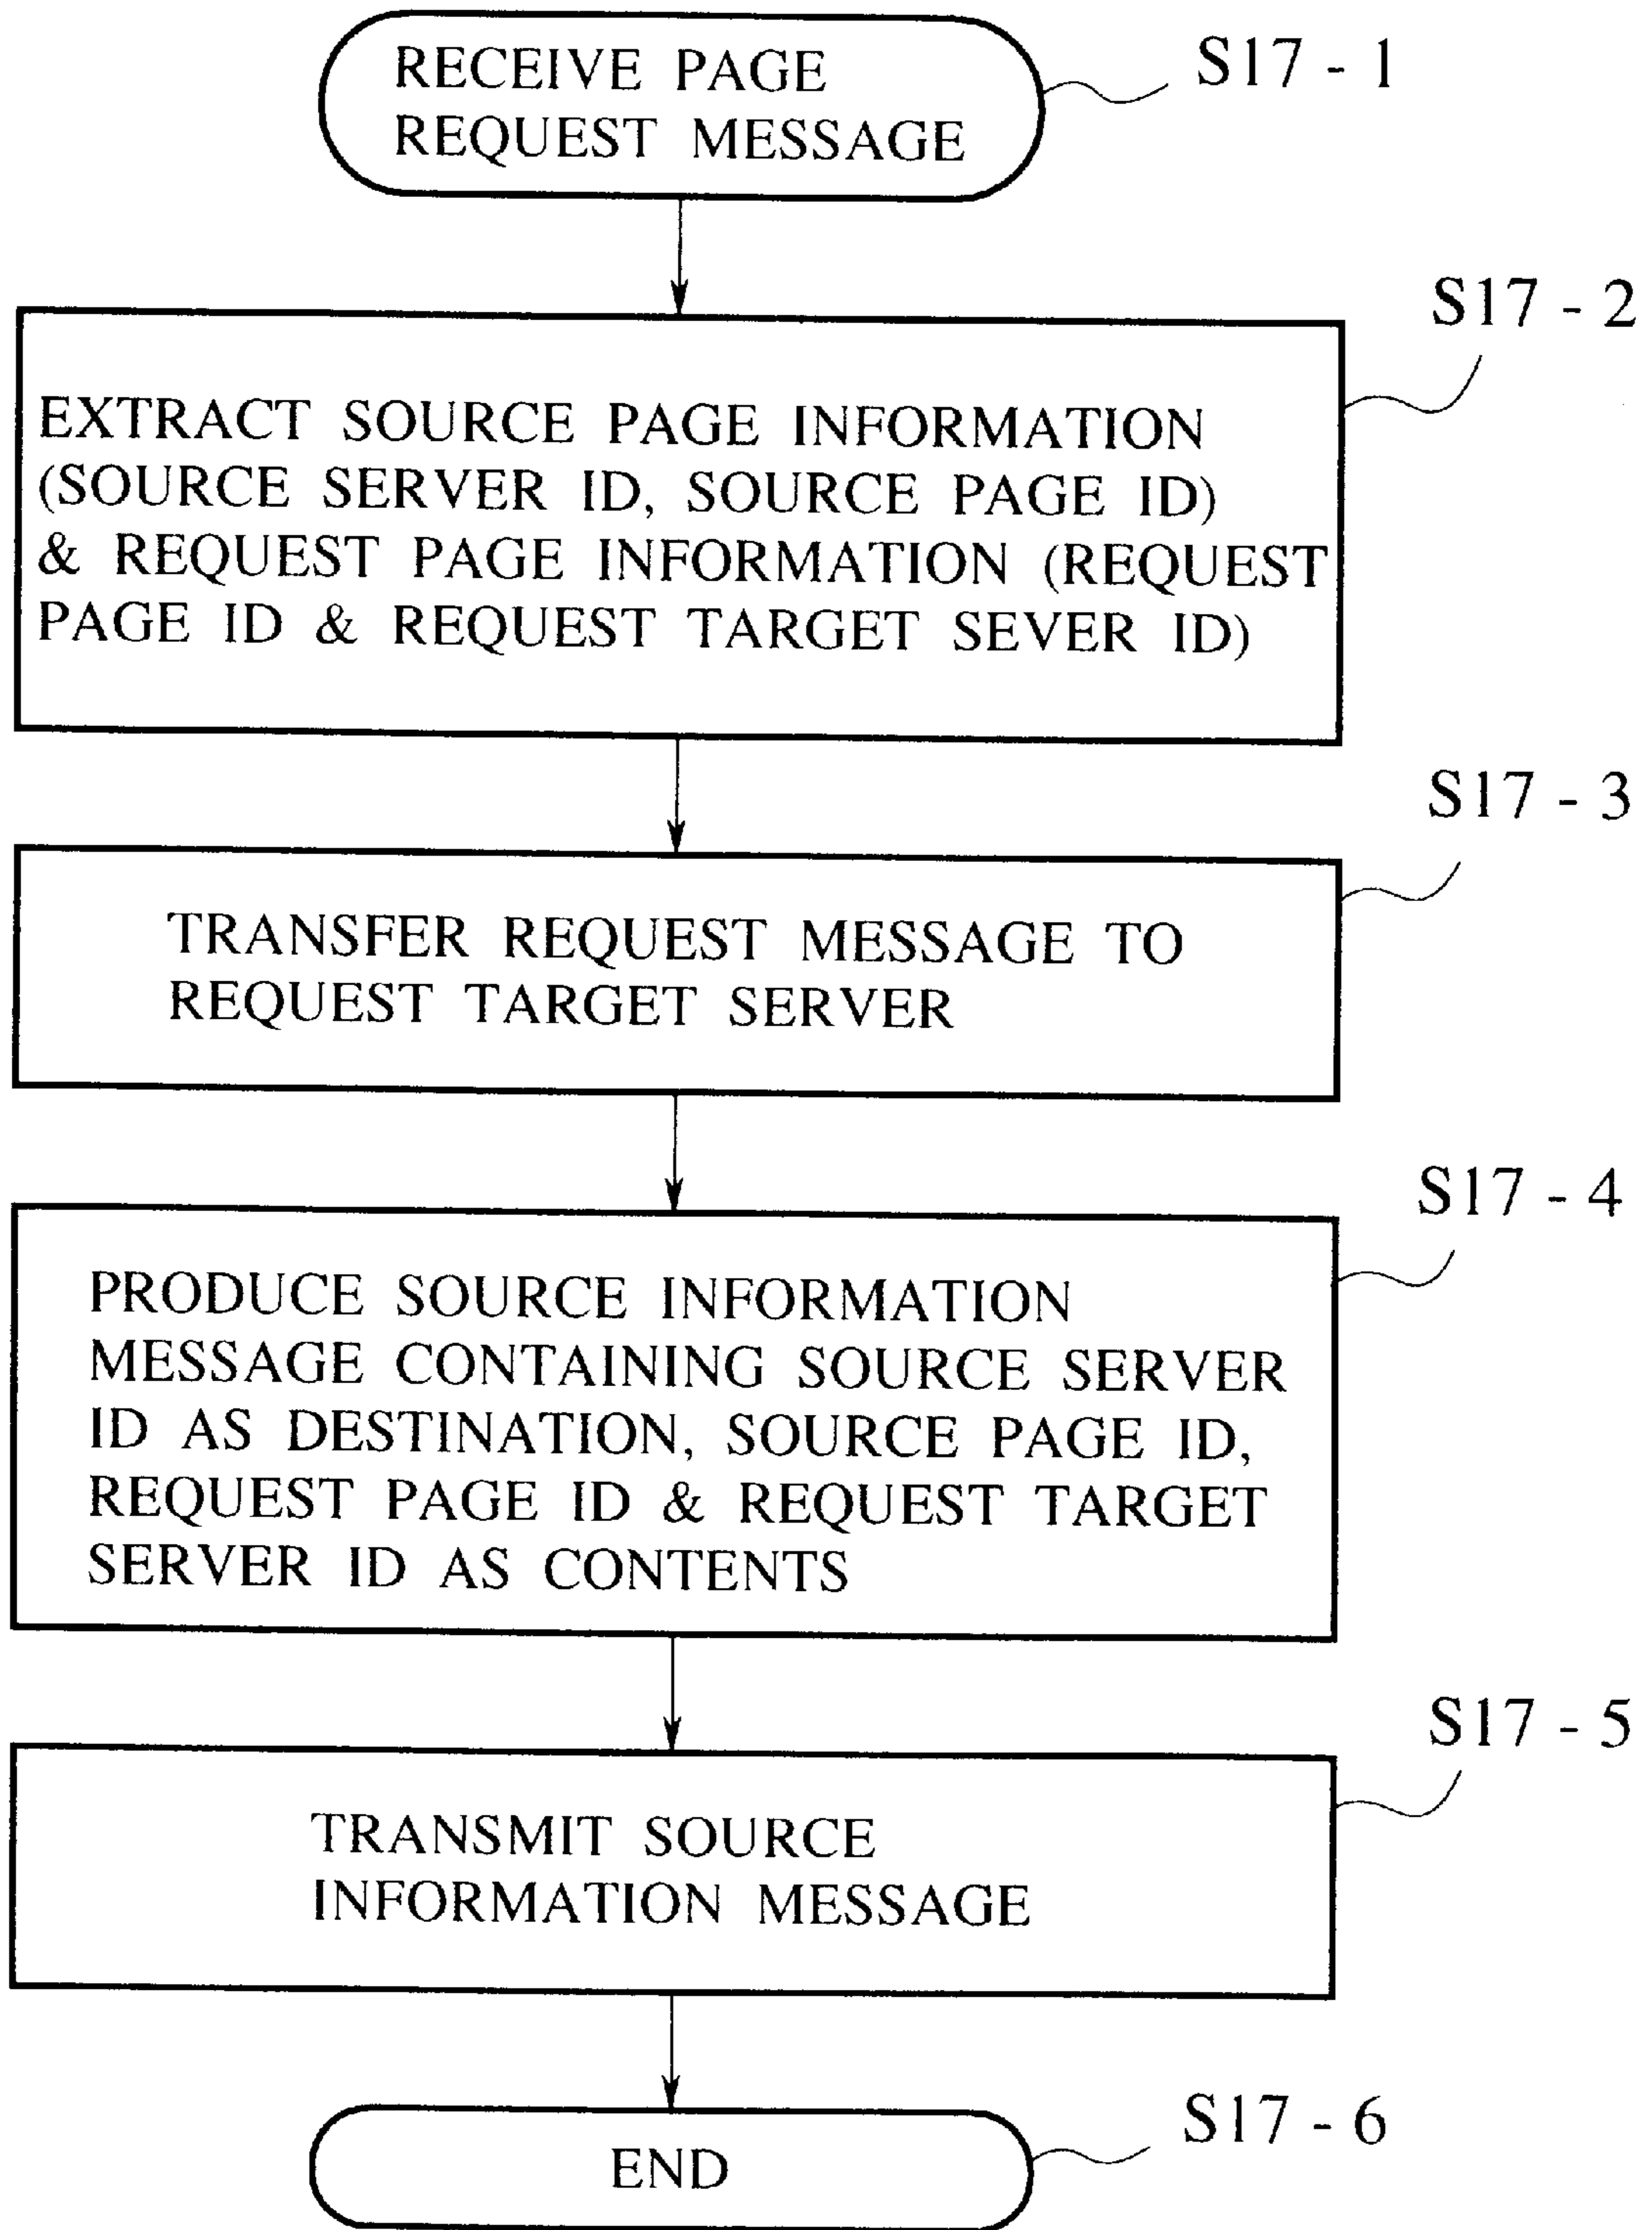 RECEIVE PAGE
REQUEST MESSAGE
S17 - 1
EXTRACT SOURCE PAGE INFORMATION
(SOURCE SERVER ID, SOURCE PAGE ID)
& REQUEST PAGE INFORMATION (REQUEST
PAGE ID & REQUEST TARGET SEVER ID)
S17 - 2
TRANSFER REQUEST MESSAGE TO
REQUEST TARGET SERVER
S17 - 3
PRODUCE SOURCE INFORMATION
MESSAGE CONTAINING SOURCE SERVER
ID AS DESTINATION, SOURCE PAGE ID,
REQUEST PAGE ID & REQUEST TARGET
SERVER ID AS CONTENTS
S17 - 4
TRANSMIT SOURCE
INFORMATION MESSAGE
S17 - 5
END
S17 - 6